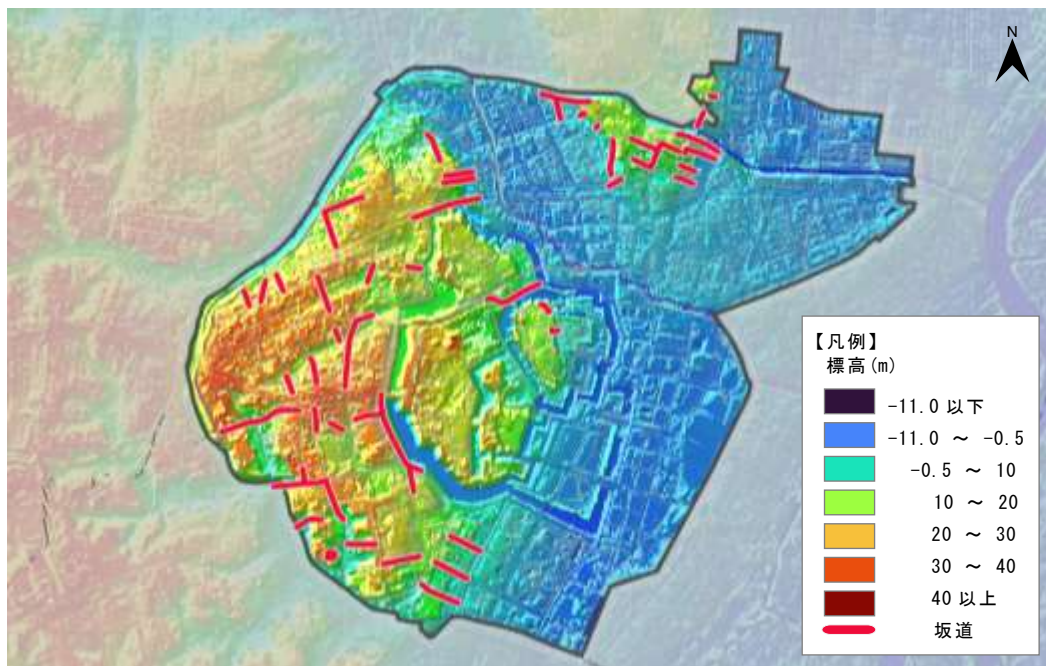 N
【凡例】
標高(m)
-11.0 以下
-11.0 ～ -0.5
-0.5 ～ 10
10 ～ 20
20 ～ 30
30 ～ 40
40 以上
坂道